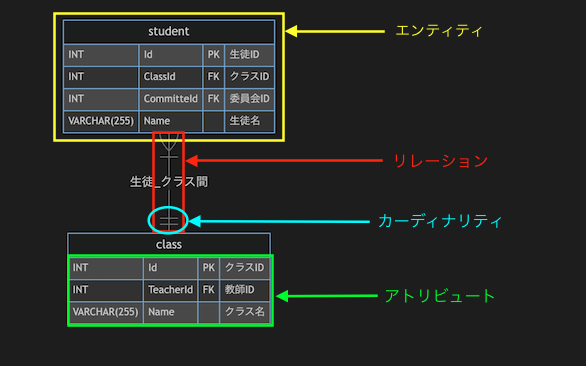 student
INT Id PK 生徒ID
INT ClassId FK クラスID
INT CommitteId FK 委員会ID
VARCHAR(255) Name 生徒名
エンティティ
リレーション
生徒_クラス間
カーディナリティ
class
INT Id PK クラスID
INT TeacherId FK 教師ID
VARCHAR(255) Name クラス名
アトリビュート